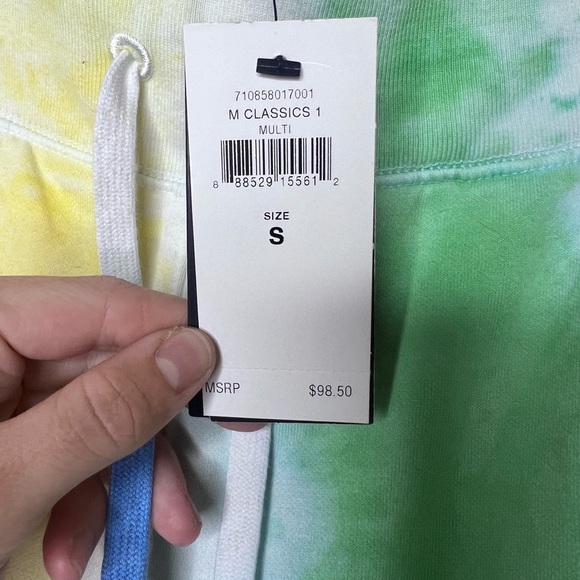 710858017001
M CLASSICS 1
MULTI
8 88529 15561 2
SIZE
S
MSRP $98.50